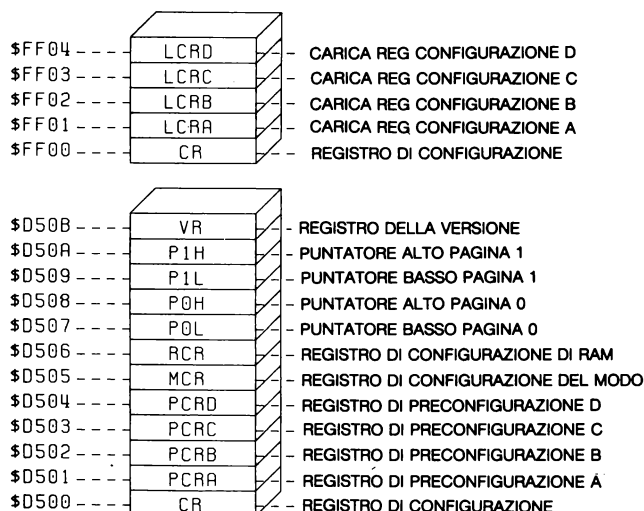 $FF04 LCRD CARICA REG CONFIGURAZIONE D
$FF03 LCRC CARICA REG CONFIGURAZIONE C
$FF02 LCRB CARICA REG CONFIGURAZIONE B
$FF01 LCRA CARICA REG CONFIGURAZIONE A
$FF00 CR REGISTRO DI CONFIGURAZIONE
$D50B VR REGISTRO DELLA VERSIONE
$D50A P1H PUNTATORE ALTO PAGINA 1
$D509 P1L PUNTATORE BASSO PAGINA 1
$D508 P0H PUNTATORE ALTO PAGINA 0
$D507 P0L PUNTATORE BASSO PAGINA 0
$D506 RCR REGISTRO DI CONFIGURAZIONE DI RAM
$D505 MCR REGISTRO DI CONFIGURAZIONE DEL MODO
$D504 PCRD REGISTRO DI PRECONFIGURAZIONE D
$D503 PCRC REGISTRO DI PRECONFIGURAZIONE C
$D502 PCRB REGISTRO DI PRECONFIGURAZIONE B
$D501 PCRA REGISTRO DI PRECONFIGURAZIONE A
$D500 CR REGISTRO DI CONFIGURAZIONE